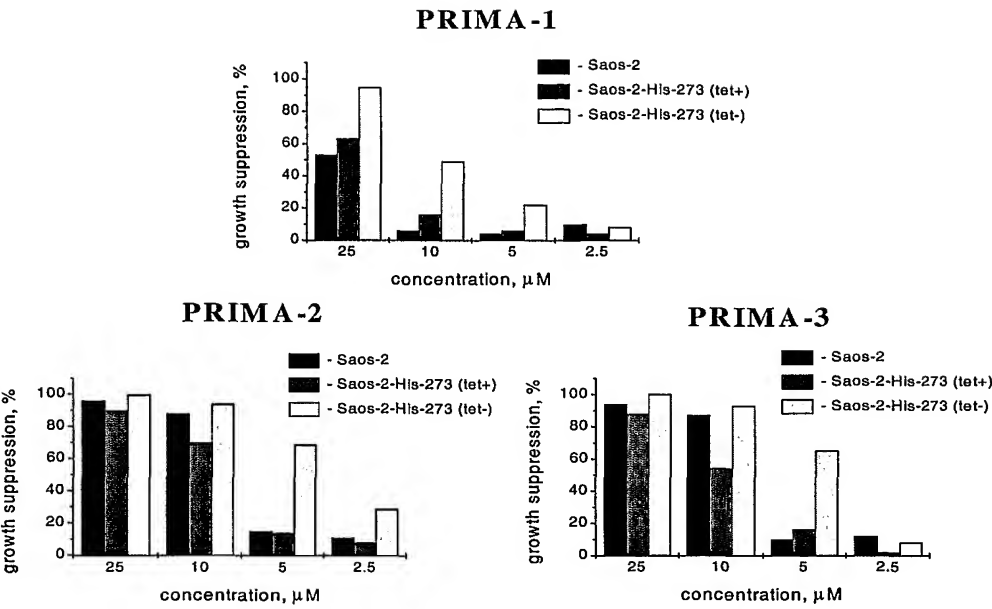 PRIMA-1
growth suppression, %
100
80
60
40
20
0
- Saos-2
- Saos-2-His-273 (tet+)
- Saos-2-His-273 (tet-)
25 10 5 2.5
concentration, μM
PRIMA-2
growth suppression, %
100
80
60
40
20
0
- Saos-2
- Saos-2-His-273 (tet+)
- Saos-2-His-273 (tet-)
25 10 5 2.5
concentration, μM
PRIMA-3
growth suppression, %
100
80
60
40
20
0
- Saos-2
- Saos-2-His-273 (tet+)
- Saos-2-His-273 (tet-)
25 10 5 2.5
concentration, μM